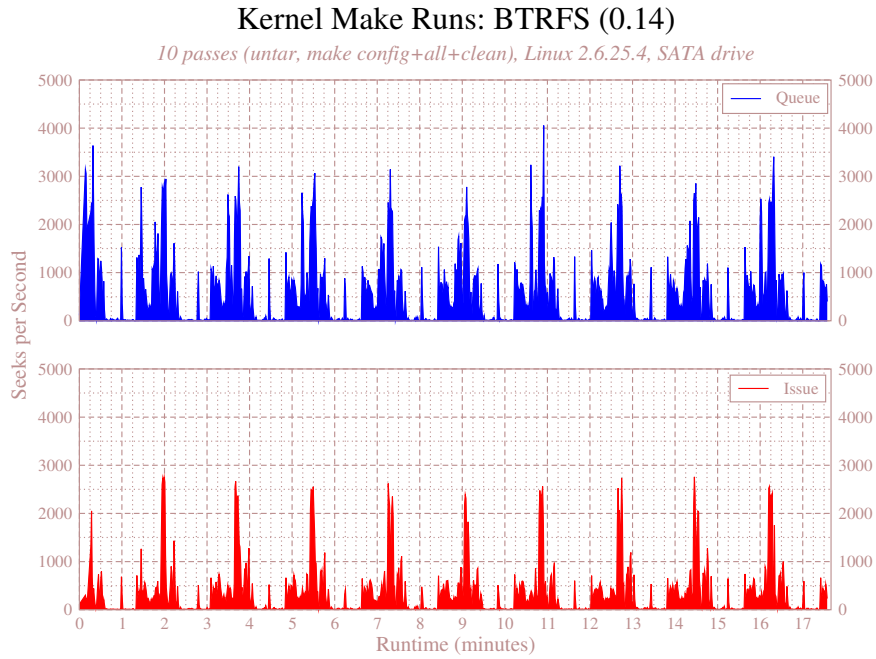 Kernel Make Runs: BTRFS (0.14)
10 passes (untar, make config+all+clean), Linux 2.6.25.4, SATA drive
5000 5000
Queue
4000 4000
3000 3000
2000 2000
1000 1000
0 0
Seeks per Second
5000 5000
Issue
4000 4000
3000 3000
2000 2000
1000 1000
0 0
0 1 2 3 4 5 6 7 8 9 10 11 12 13 14 15 16 17
Runtime (minutes)